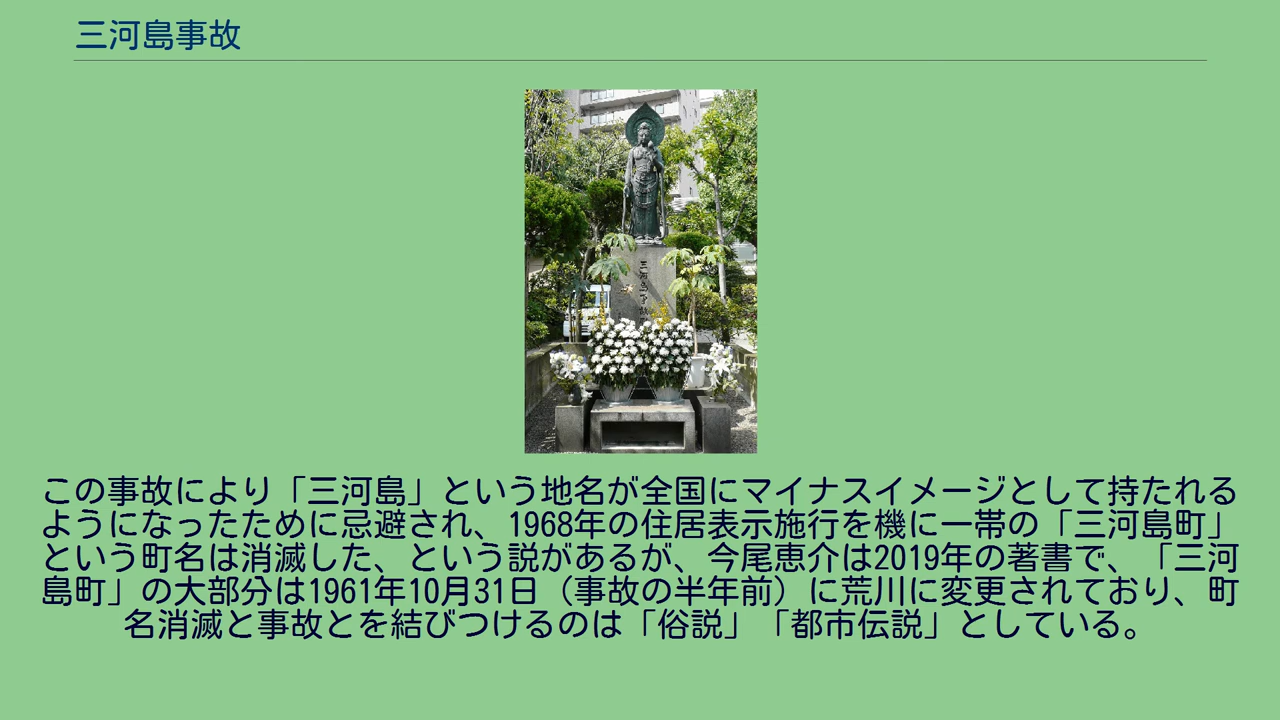 三河島事故
この事故により「三河島」という地名が全国にマイナスイメージとして持たれる
ようになったために忌避され、1968年の住居表示施行を機に一帯の「三河島町」
という町名は消滅した、という説があるが、今尾恵介は2019年の著書で、「三河
島町」の大部分は1961年10月31日（事故の半年前）に荒川に変更されており、町
名消滅と事故とを結びつけるのは「俗説」「都市伝説」としている。